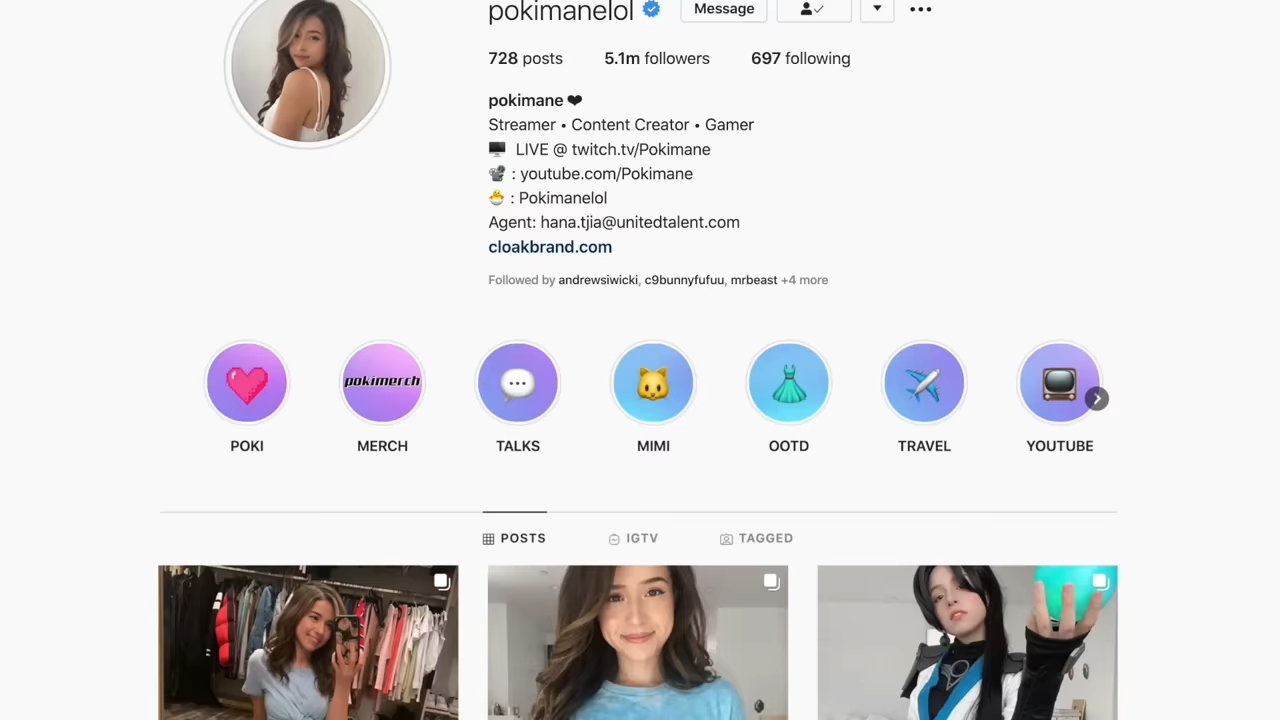 pokimanelol Message
728 posts 5.1m followers 697 following
pokimane
Streamer • Content Creator • Gamer
LIVE @ twitch.tv/Pokimane
: youtube.com/Pokimane
: Pokimanelol
Agent: hana.tjia@unitedtalent.com
cloakbrand.com
Followed by andrewsiwicki, c9bunnyfufuu, mrbeast +4 more
pokimerch
POKI MERCH TALKS MIMI OOTD TRAVEL YOUTUBE
POSTS IGTV TAGGED